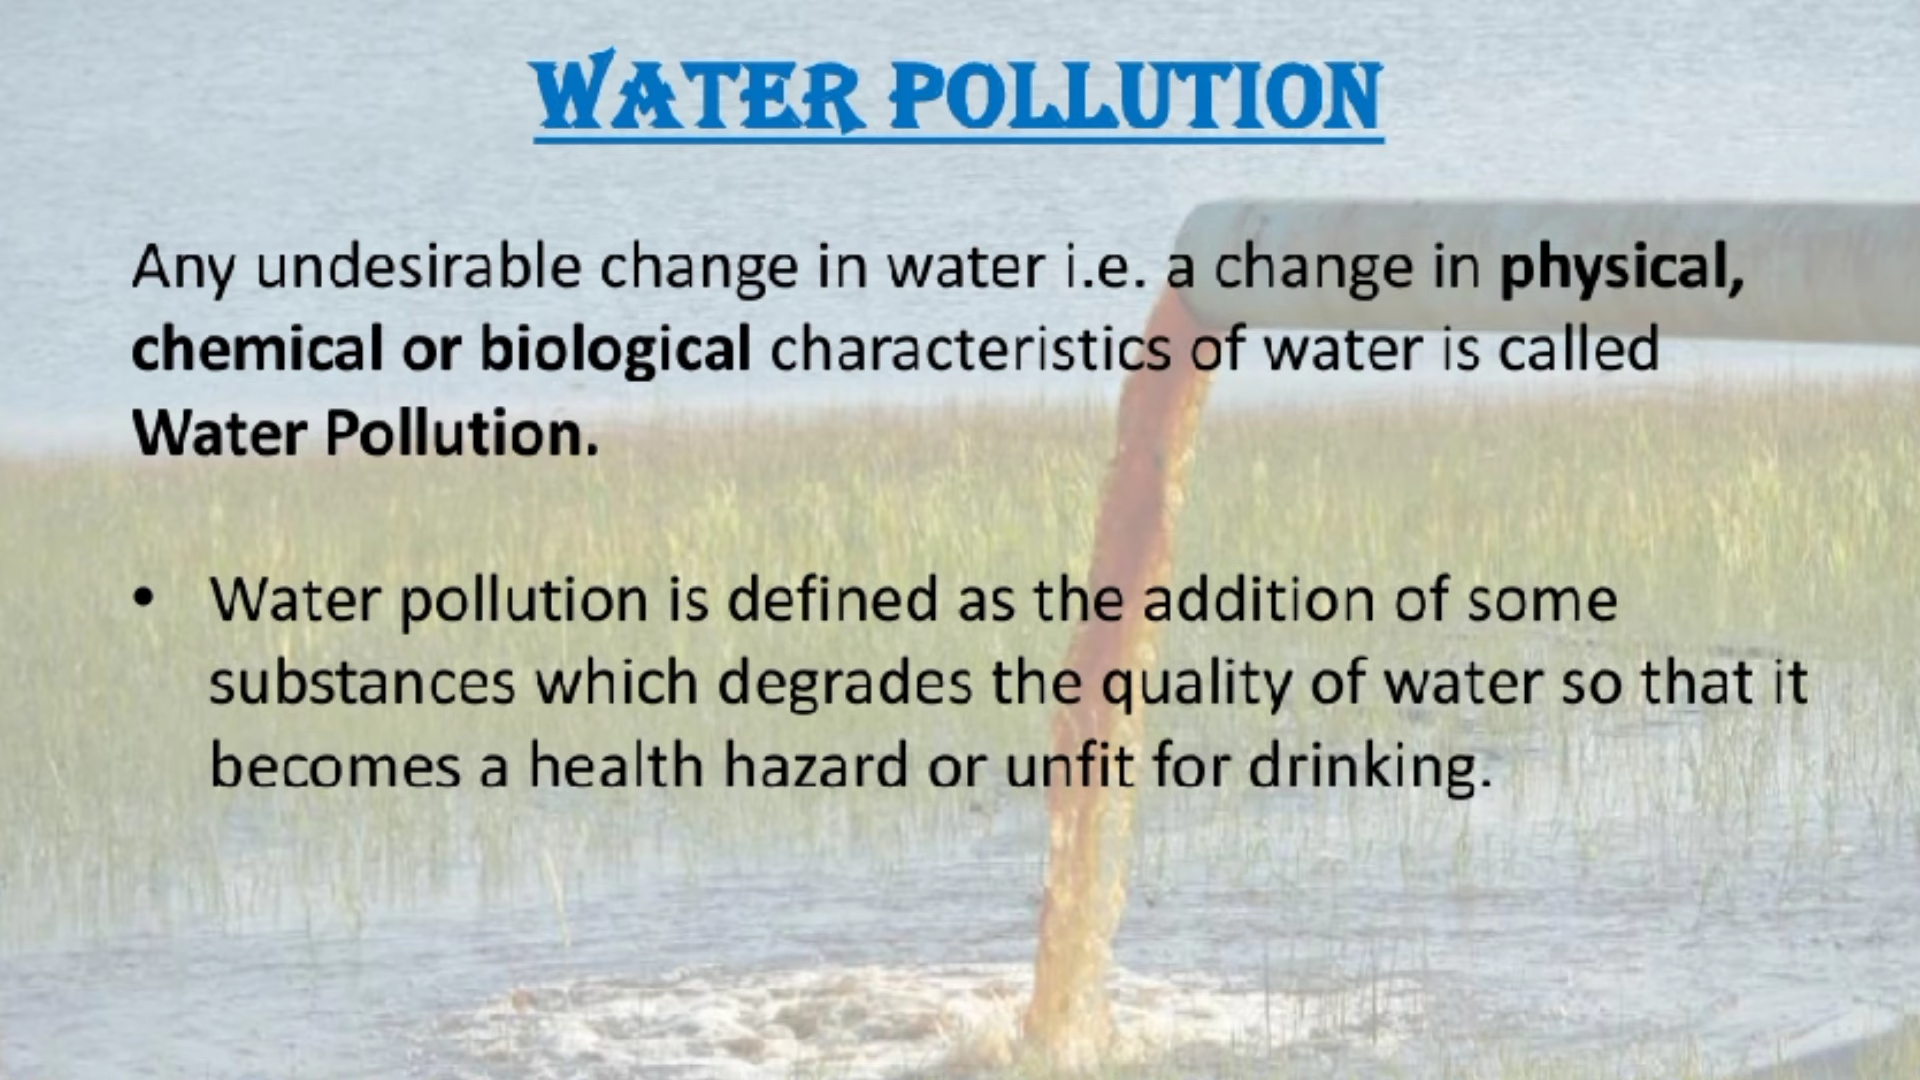 WATER POLLUTION
Any undesirable change in water i.e. a change in physical,
chemical or biological characteristics of water is called
Water Pollution.
• Water pollution is defined as the addition of some
substances which degrades the quality of water so that it
becomes a health hazard or unfit for drinking.